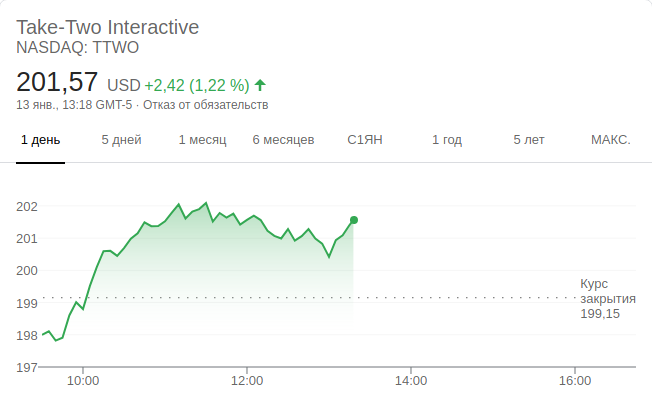 Take-Two Interactive
NASDAQ: TTWO
201,57 USD +2,42 (1,22 %)
13 янв., 13:18 GMT-5 · Отказ от обязательств
1 день 5 дней 1 месяц 6 месяцев С1ЯН 1 год 5 лет МАКС.
202
201
200
199
198
197
Курс
закрытия
199,15
10:00 12:00 14:00 16:00